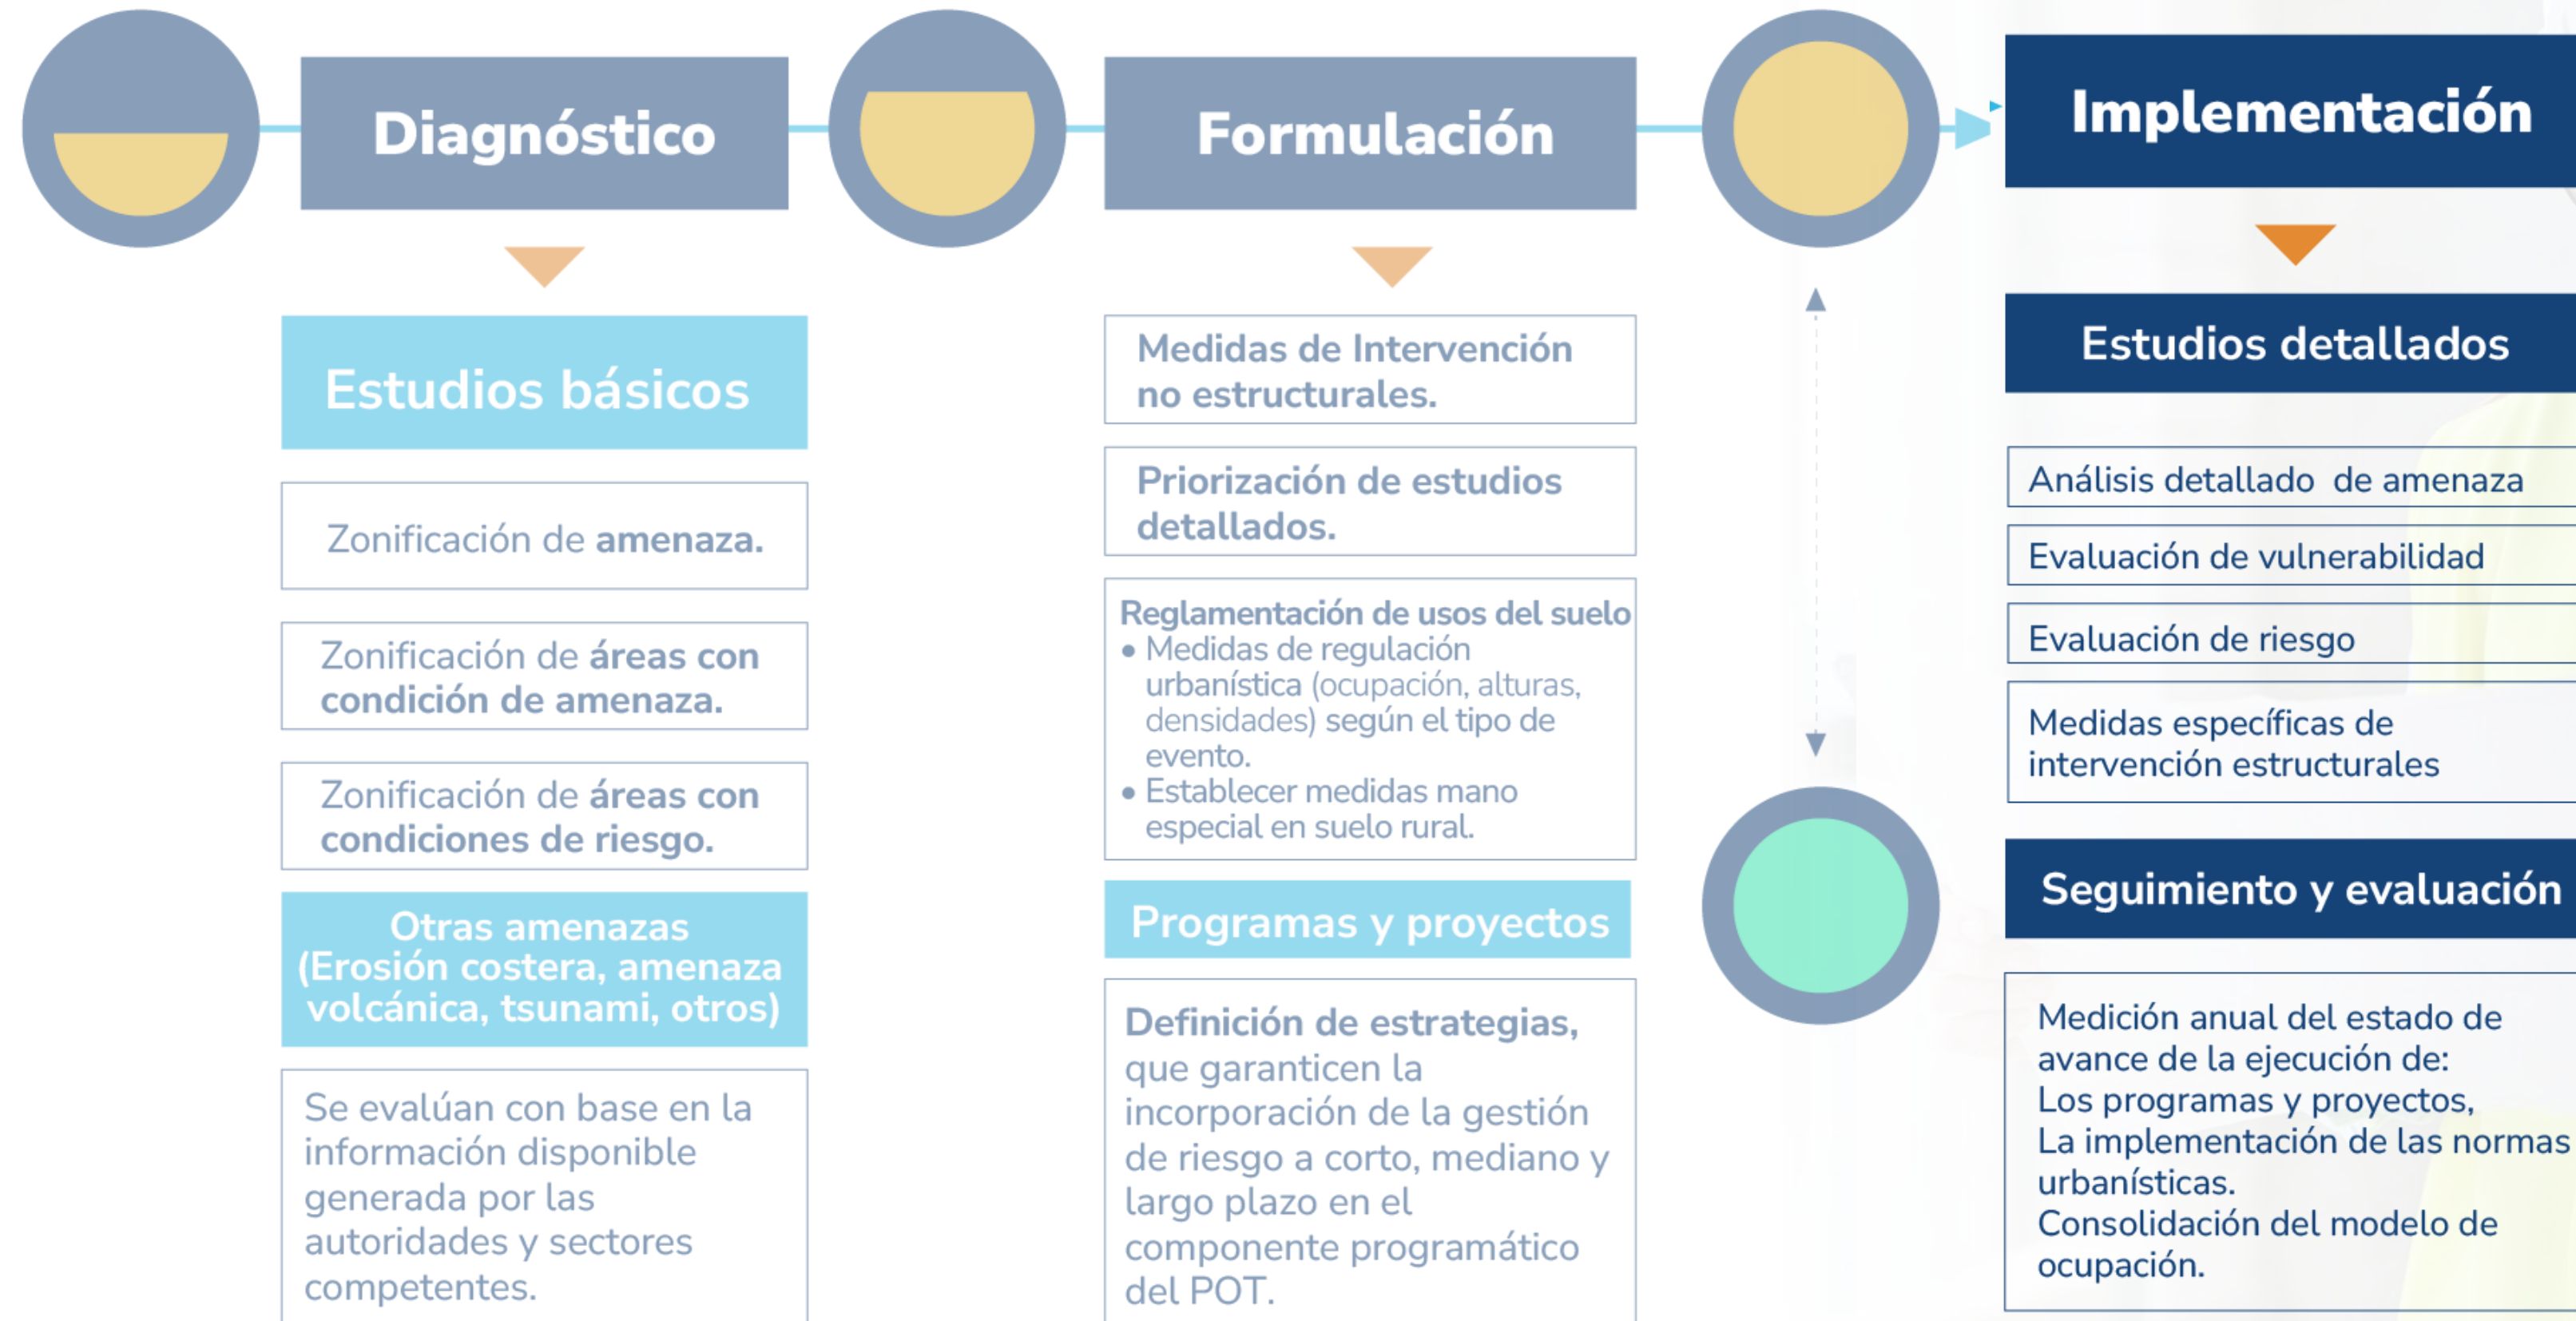 Diagnóstico
Estudios básicos
Zonificación de amenaza.
Zonificación de áreas con
condición de amenaza.
Zonificación de áreas con
condiciones de riesgo.
Otras amenazas
(Erosión costera, amenaza
volcánica, tsunami, otros)
Se evalúan con base en la
información disponible
generada por las
autoridades y sectores
competentes.
Formulación
Medidas de Intervención
no estructurales.
Priorización de estudios
detallados.
Reglamentación de usos del suelo
• Medidas de regulación
urbanística (ocupación, alturas,
densidades) según el tipo de
evento.
• Establecer medidas mano
especial en suelo rural.
Programas y proyectos
Definición de estrategias,
que garanticen la
incorporación de la gestión
de riesgo a corto, mediano y
largo plazo en el
componente programático
del POT.
Implementación
Estudios detallados
Análisis detallado de amenaza
Evaluación de vulnerabilidad
Evaluación de riesgo
Medidas específicas de
intervención estructurales
Seguimiento y evaluación
Medición anual del estado de
avance de la ejecución de:
Los programas y proyectos,
La implementación de las normas
urbanísticas.
Consolidación del modelo de
ocupación.